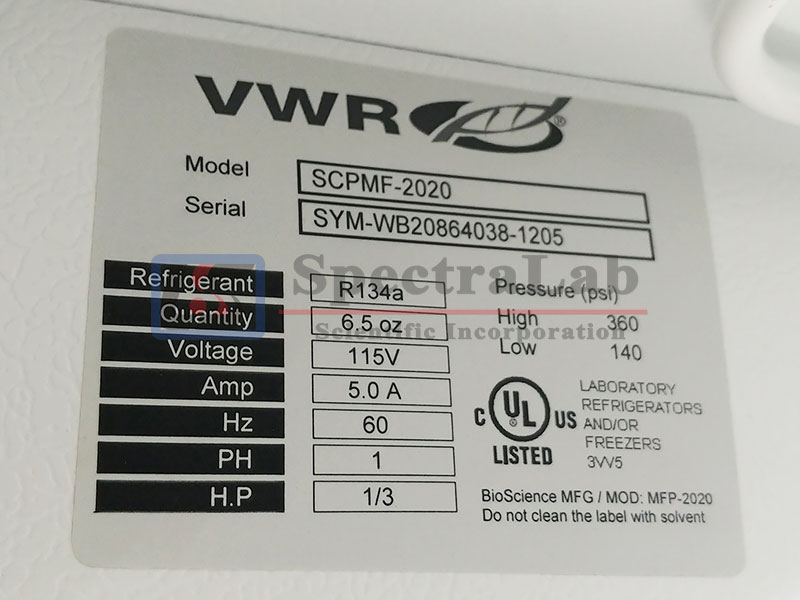 VWR®
Model SCPMF-2020
Serial SYM-WB20864038-1205
Refrigerant R134a
Quantity 6.5 oz
Voltage 115V
Amp 5.0 A
Hz 60
PH 1
H.P 1/3
Pressure (psi)
High 360
Low 140
SpectraLab
Scientific Incorporation
C UL® US
LISTED
LABORATORY
REFRIGERATORS
AND/OR
FREEZERS
3VV5
BioScience MFG / MOD: MFP-2020
Do not clean the label with solvent